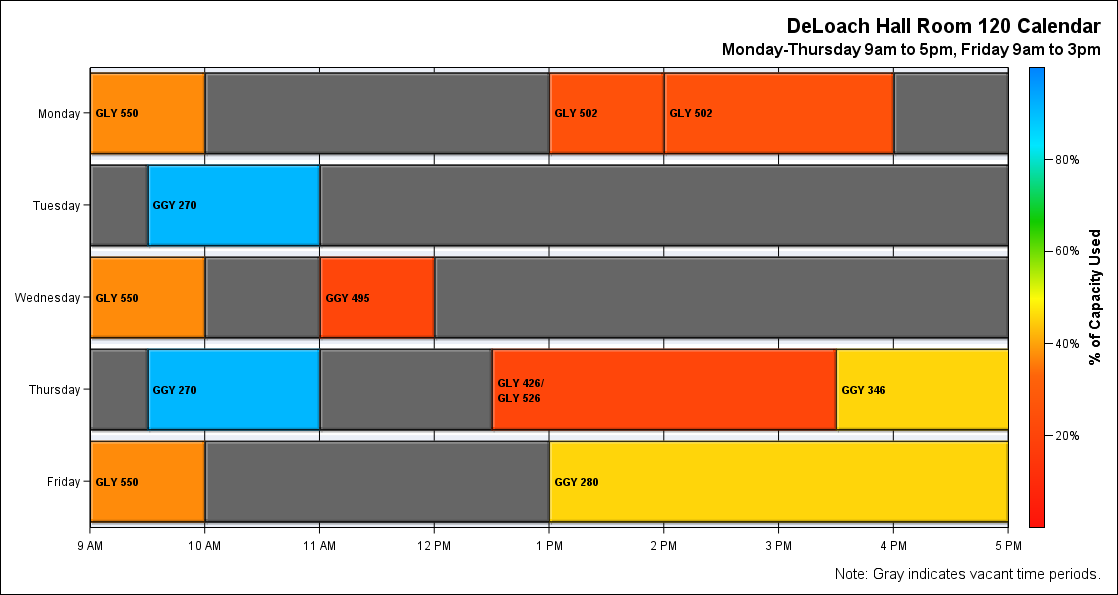 DeLoach Hall Room 120 Calendar
Monday-Thursday 9am to 5pm, Friday 9am to 3pm
Monday
GLY 550
GLY 502
GLY 502
Tuesday
GGY 270
Wednesday
GLY 550
GGY 495
Thursday
GGY 270
GLY 426/
GLY 526
GGY 346
Friday
GLY 550
GGY 280
9 AM
10 AM
11 AM
12 PM
1 PM
2 PM
3 PM
4 PM
5 PM
80%
60%
40%
20%
% of Capacity Used
Note: Gray indicates vacant time periods.